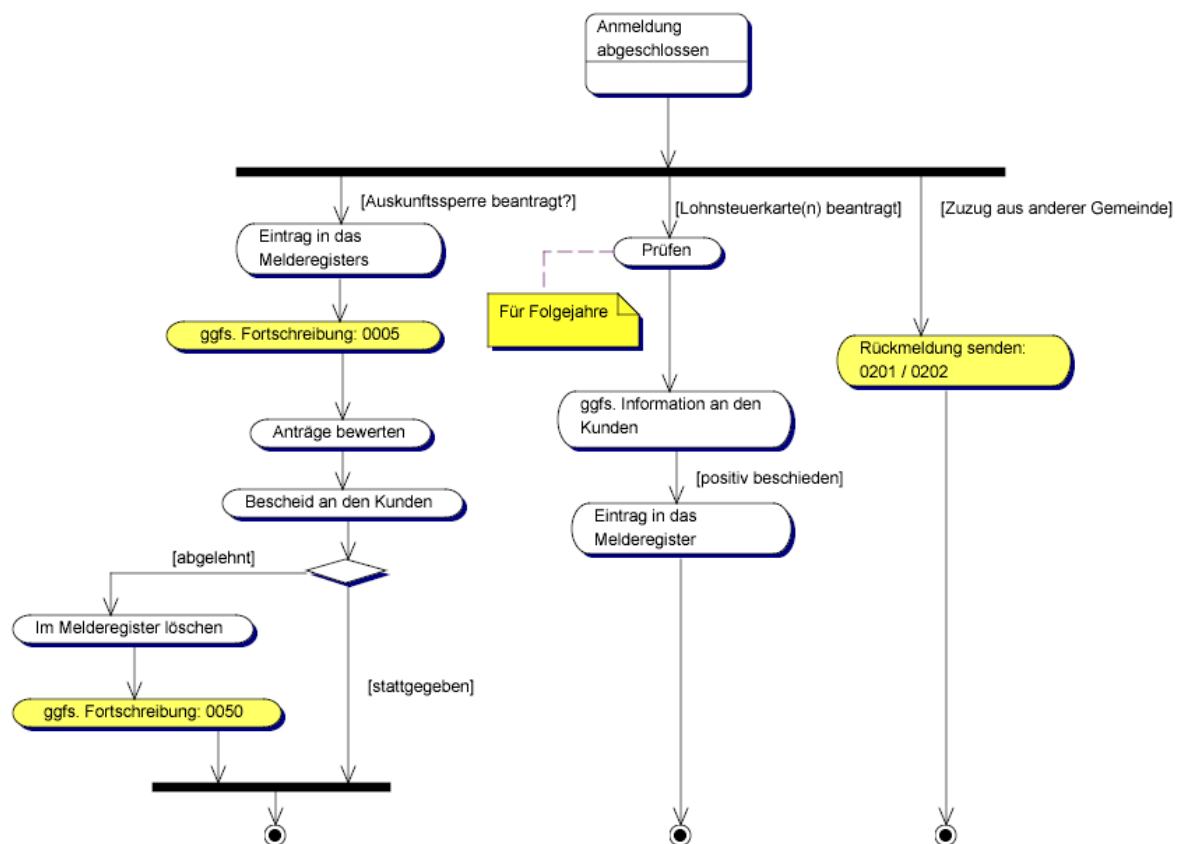 Anmeldung
abgeschlossen
[Auskunftssperre beantragt?]
[Lohnsteuerkarte(n) beantragt]
[Zuzug aus anderer Gemeinde]
Eintrag in das
Melderegisters
Prüfen
Für Folgejahre
ggfs. Fortschreibung: 0005
Rückmeldung senden:
0201 / 0202
ggfs. Information an den
Kunden
Anträge bewerten
[positiv beschieden]
Bescheid an den Kunden
Eintrag in das
Melderegister
[abgelehnt]
Im Melderegister löschen
[stattgegeben]
ggfs. Fortschreibung: 0050